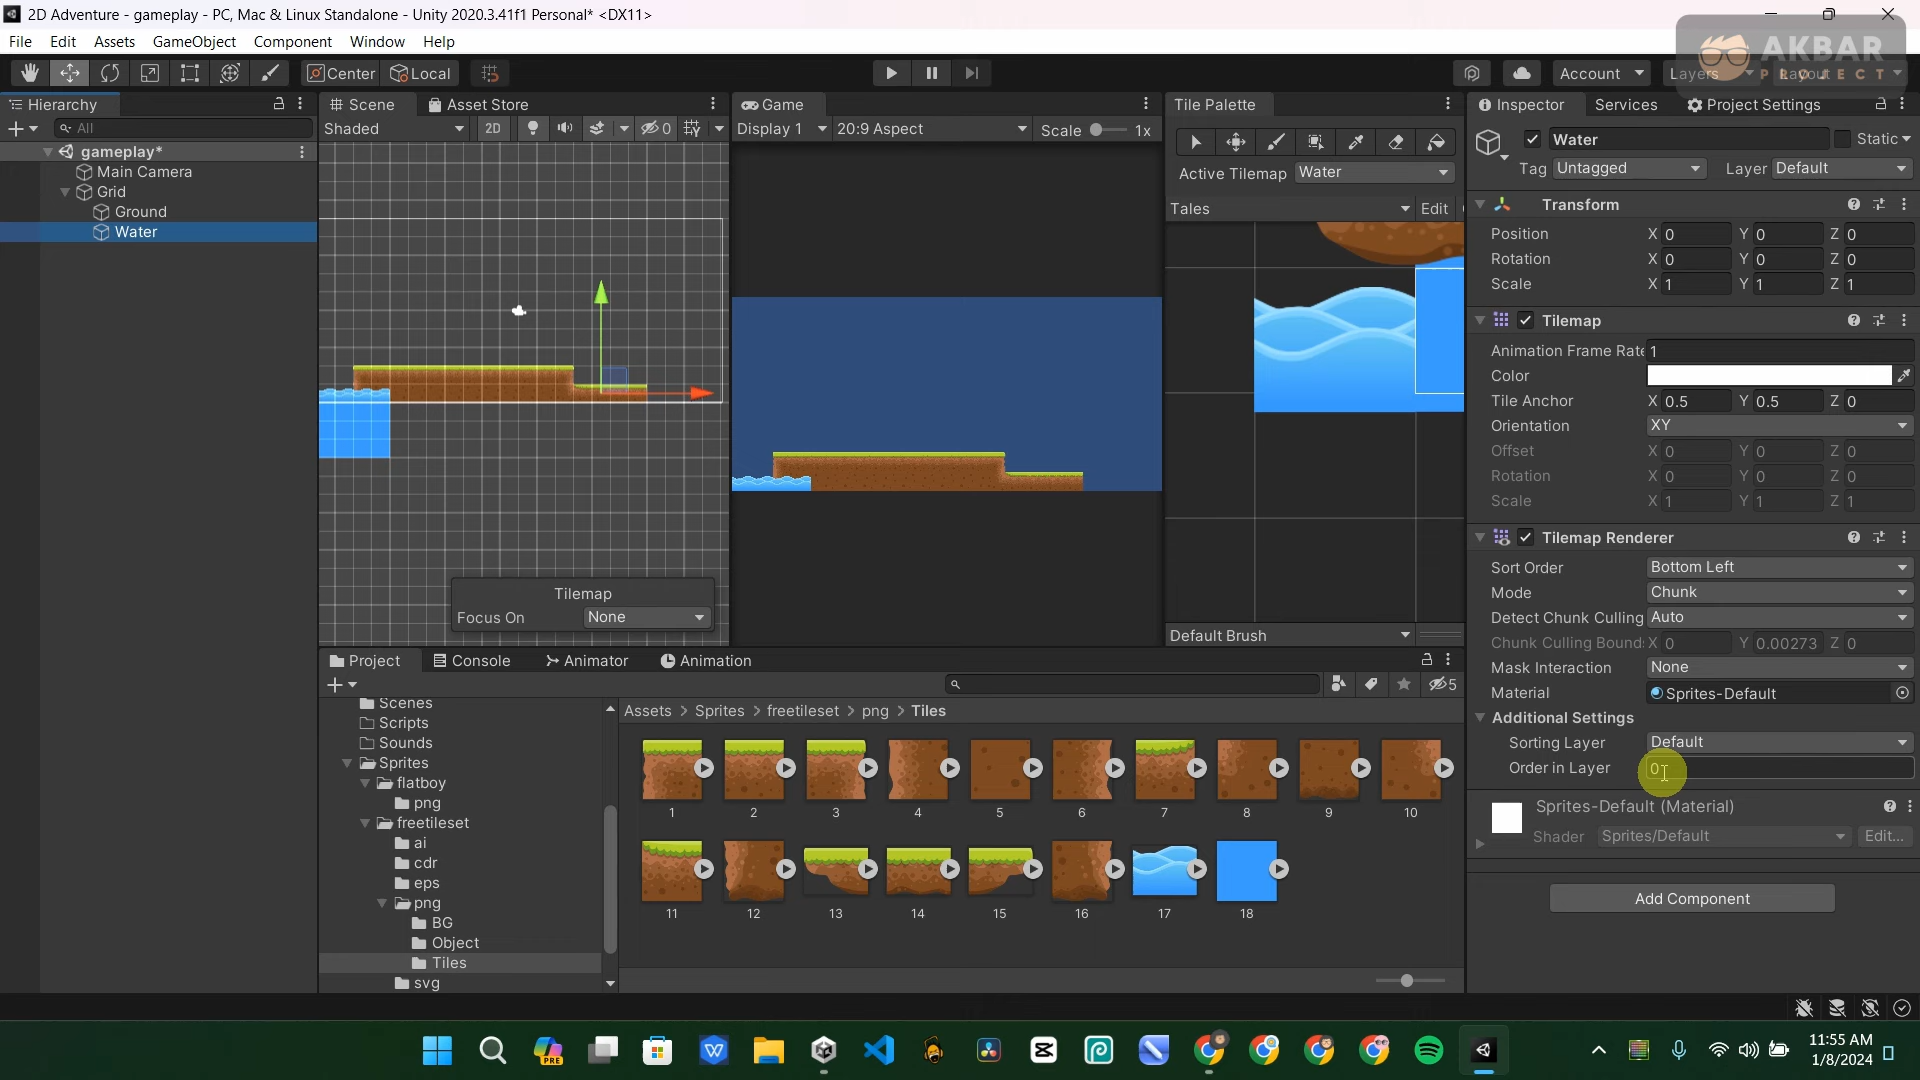 2D Adventure - gameplay - PC, Mac & Linux Standalone - Unity 2020.3.41f1 Personal* <DX11>
File Edit Assets GameObject Component Window Help
AKBAR
PROJECT
Center Local
Account Layers Layout
Hierarchy
All
gameplay*
Main Camera
Grid
Ground
Water
Scene Asset Store
Shaded 2D 0
Tilemap
Focus On None
Game
Display 1 20:9 Aspect Scale 1x
Tile Palette
Active Tilemap Water
Tales Edit
Default Brush
Inspector Services Project Settings
Water Static
Tag Untagged Layer Default
Transform
Position X 0 Y 0 Z 0
Rotation X 0 Y 0 Z 0
Scale X 1 Y 1 Z 1
Tilemap
Animation Frame Rate 1
Color
Tile Anchor X 0.5 Y 0.5 Z 0
Orientation XY
Offset X 0 Y 0 Z 0
Rotation X 0 Y 0 Z 0
Scale X 1 Y 1 Z 1
Tilemap Renderer
Sort Order Bottom Left
Mode Chunk
Detect Chunk Culling Auto
Chunk Culling Bound X 0 Y 0.00273 Z 0
Mask Interaction None
Material Sprites-Default
Additional Settings
Sorting Layer Default
Order in Layer 0
Sprites-Default (Material)
Shader Sprites/Default Edit...
Add Component
Project Console Animator Animation
5
Scenes
Scripts
Sounds
Sprites
flatboy
png
freetileset
ai
cdr
eps
png
BG
Object
Tiles
svg
Assets > Sprites > freetileset > png > Tiles
1 2 3 4 5 6 7 8 9 10
11 12 13 14 15 16 17 18
PRE
11:55 AM
1/8/2024